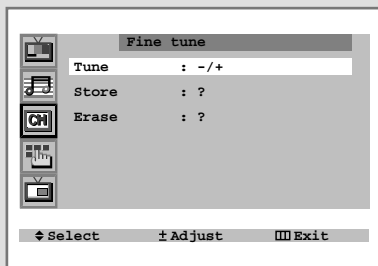 Fine tune
Tune : -/+
Store : ?
Erase : ?
CH
Select ± Adjust Exit